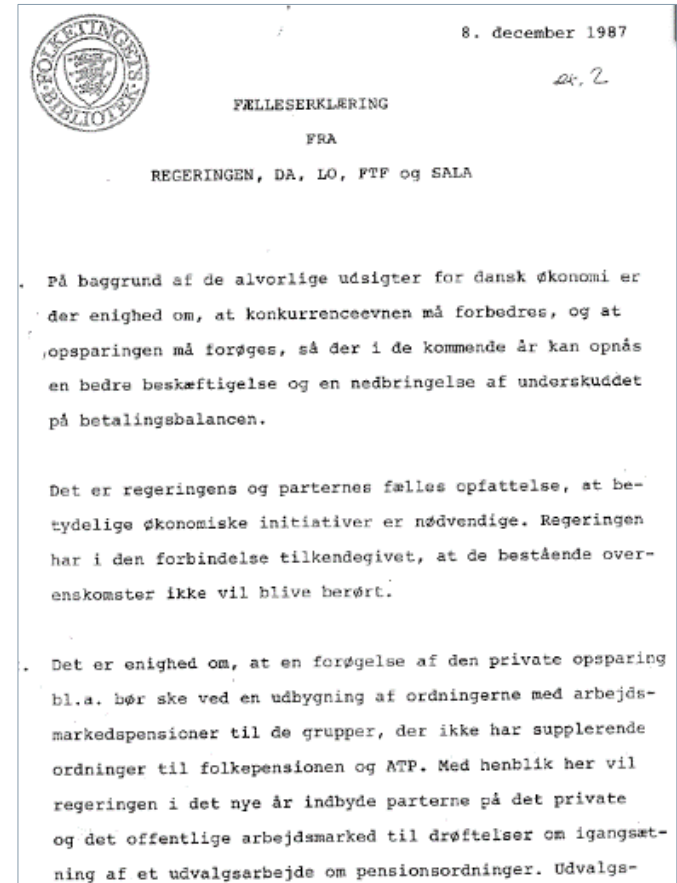 FOLKETINGETS
BIBLIOTEK
8. december 1987
ex. 2
FÆLLESERKLÆRING
FRA
REGERINGEN, DA, LO, FTF og SALA
. På baggrund af de alvorlige udsigter for dansk økonomi er
der enighed om, at konkurrenceevnen må forbedres, og at
opsparingen må forøges, så der i de kommende år kan opnås
en bedre beskæftigelse og en nedbringelse af underskuddet
på betalingsbalancen.
Det er regeringens og parternes fælles opfattelse, at be-
tydelige økonomiske initiativer er nødvendige. Regeringen
har i den forbindelse tilkendegivet, at de bestående over-
enskomster ikke vil blive berørt.
. Det er enighed om, at en forøgelse af den private opsparing
bl.a. bør ske ved en udbygning af ordningerne med arbejds-
markedspensioner til de grupper, der ikke har supplerende
ordninger til folkepensionen og ATP. Med henblik her vil
regeringen i det nye år indbyde parterne på det private
og det offentlige arbejdsmarked til drøftelser om igangsæt-
ning af et udvalgsarbejde om pensionsordninger. Udvalgs-